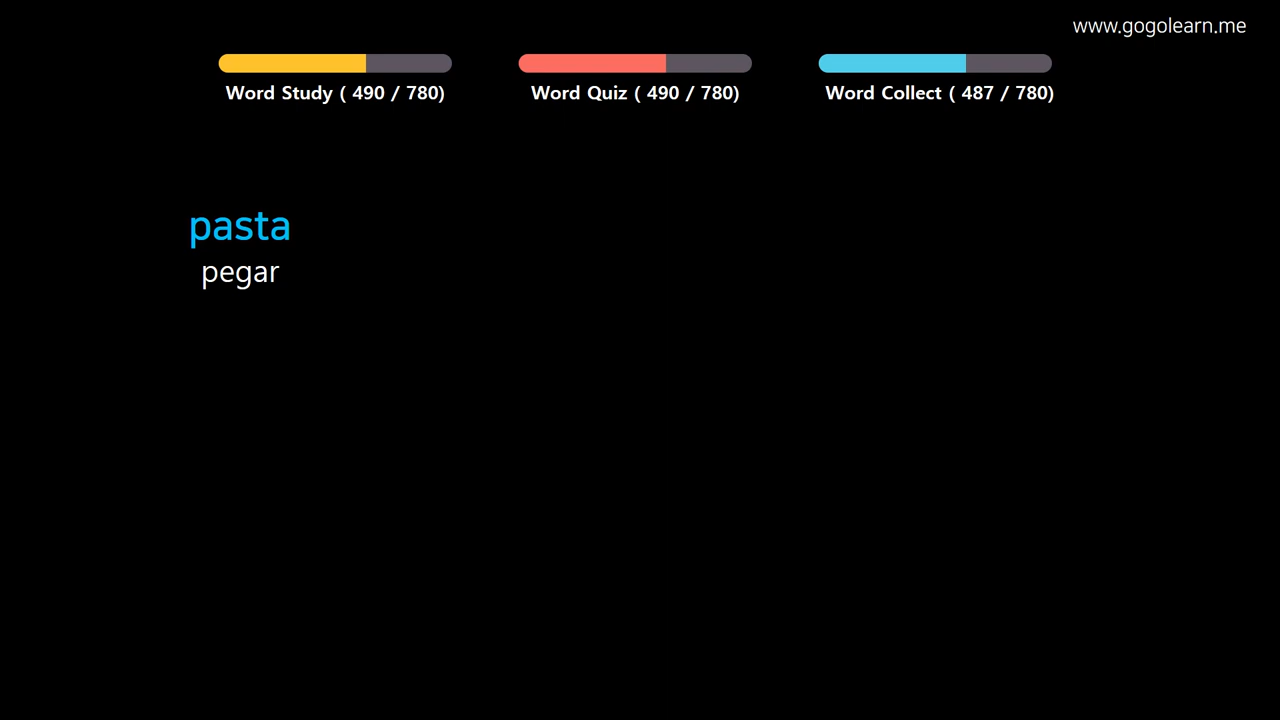 www.gogolearn.me
Word Study ( 490 / 780)
Word Quiz ( 490 / 780)
Word Collect ( 487 / 780)
pasta
pegar